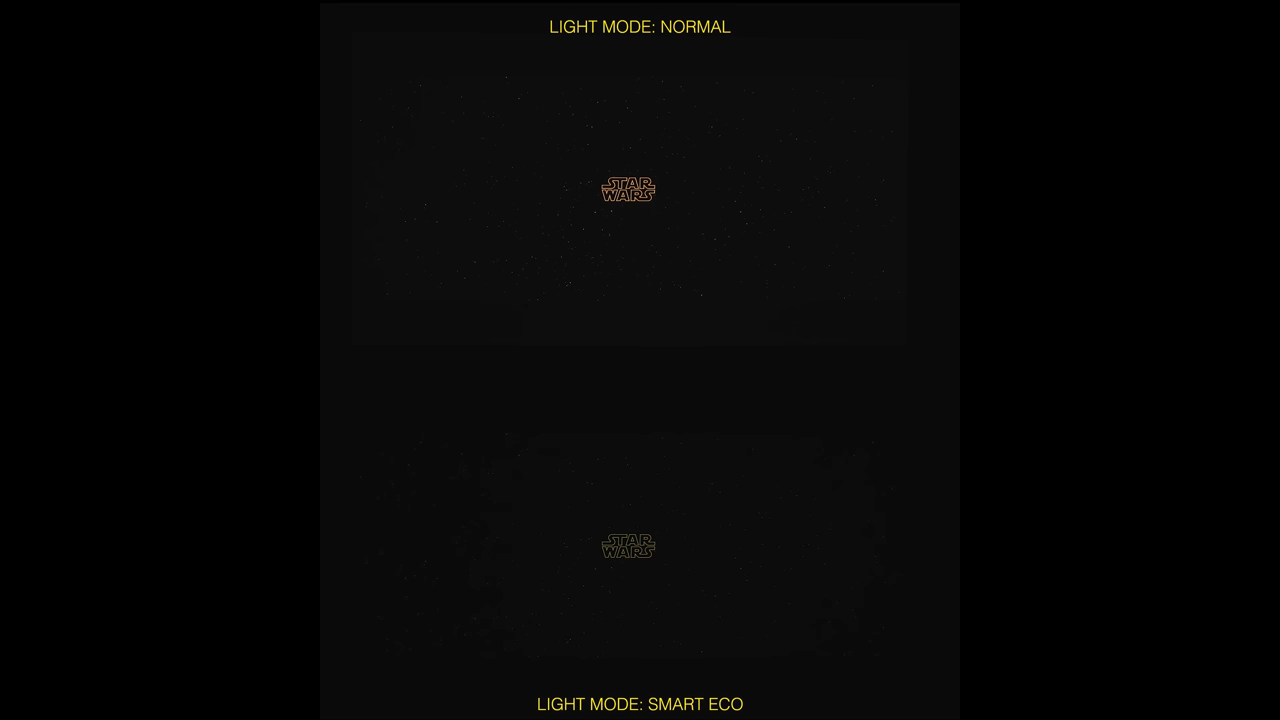 LIGHT MODE: NORMAL
STAR
WARS
STAR
WARS
LIGHT MODE: SMART ECO